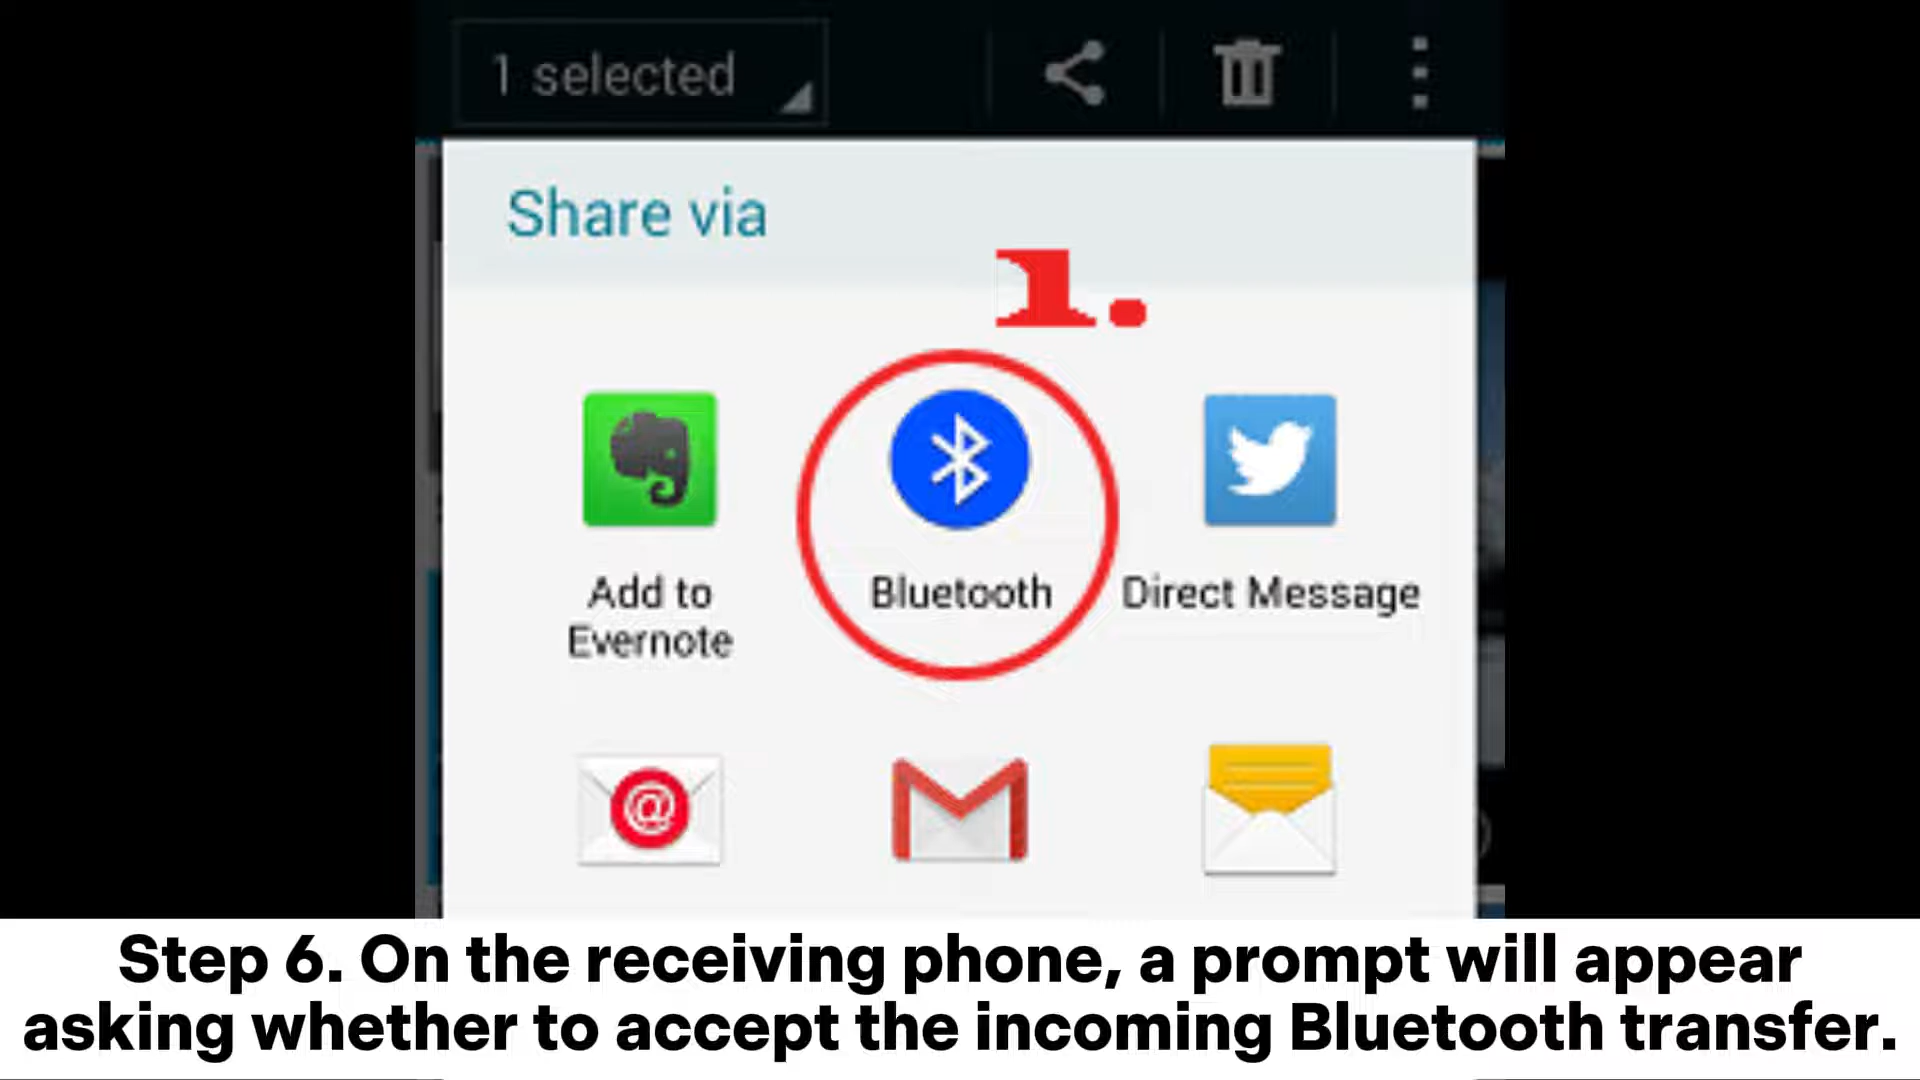 1 selected
Share via
1.
Add to
Evernote
Bluetooth
Direct Message
@
Step 6. On the receiving phone, a prompt will appear
asking whether to accept the incoming Bluetooth transfer.